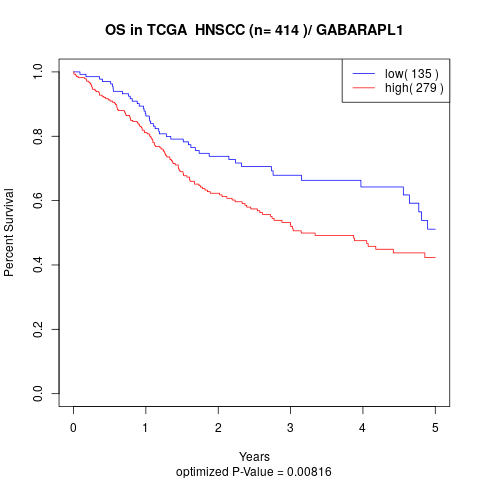 OS in TCGA  HNSCC (n= 414 )/ GABARAPL1
low( 135 )
high( 279 )
Percent Survival
1.0
0.8
0.6
0.4
0.2
0.0
0 1 2 3 4 5
Years
optimized P-Value = 0.00816